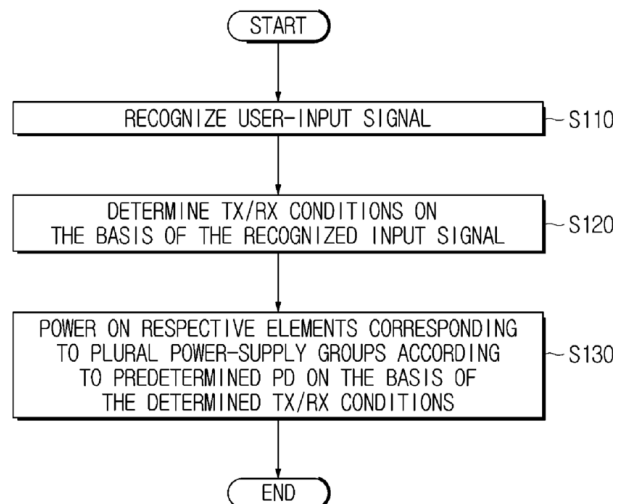 START
RECOGNIZE USER-INPUT SIGNAL
S110
DETERMINE TX/RX CONDITIONS ON
THE BASIS OF THE RECOGNIZED INPUT SIGNAL
S120
POWER ON RESPECTIVE ELEMENTS CORRESPONDING
TO PLURAL POWER-SUPPLY GROUPS ACCORDING
TO PREDETERMINED PD ON THE BASIS OF
THE DETERMINED TX/RX CONDITIONS
S130
END